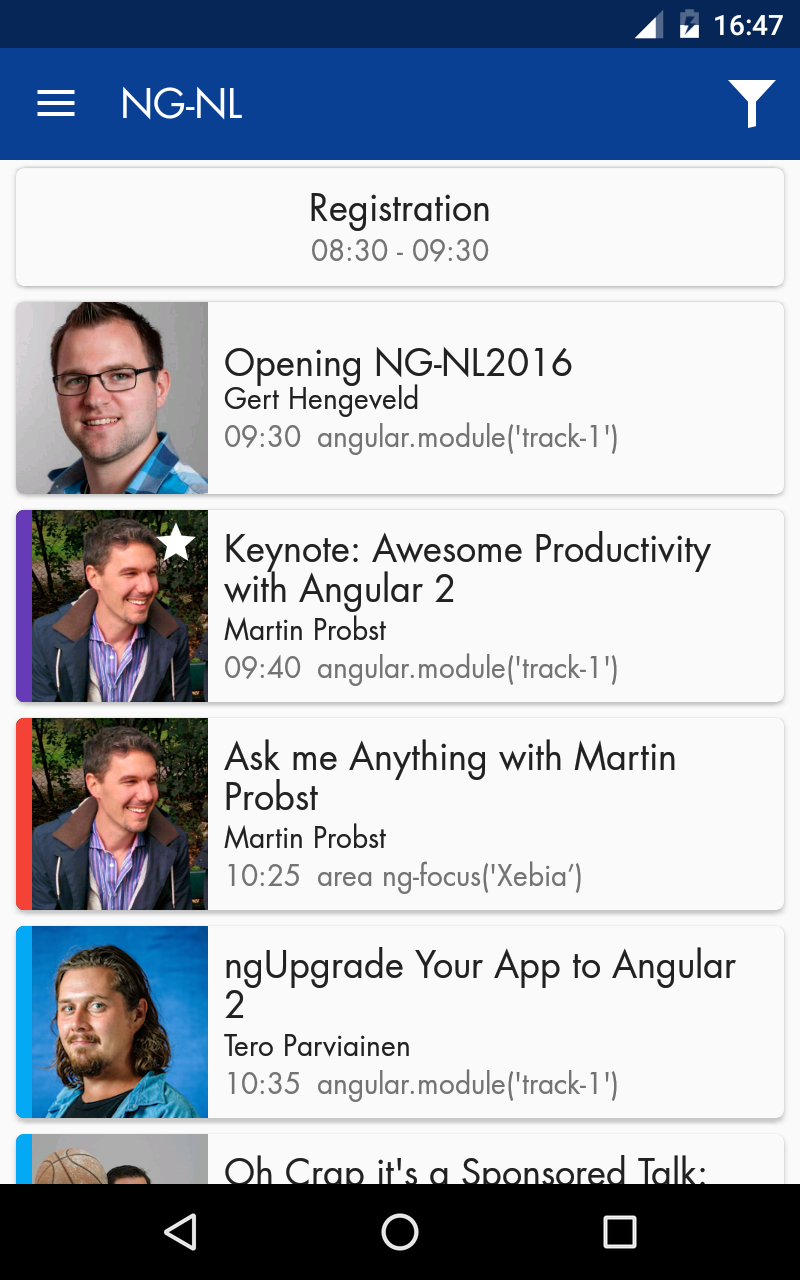 16:47
NG-NL
Registration
08:30 - 09:30
Opening NG-NL2016
Gert Hengeveld
09:30 angular.module('track-1')
Keynote: Awesome Productivity
with Angular 2
Martin Probst
09:40 angular.module('track-1')
Ask me Anything with Martin
Probst
Martin Probst
10:25 area ng-focus('Xebia’)
ngUpgrade Your App to Angular
2
Tero Parviainen
10:35 angular.module('track-1')
Oh Crap it's a Sponsored Talk: